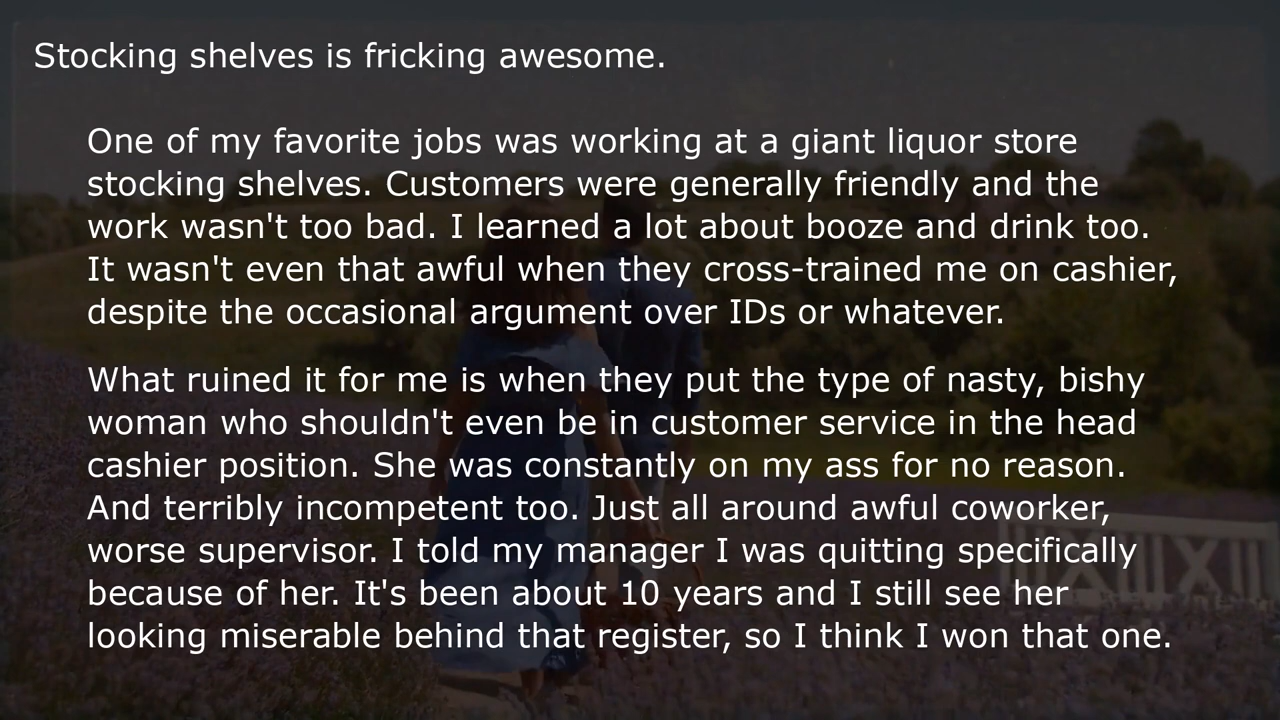 Stocking shelves is fricking awesome.
One of my favorite jobs was working at a giant liquor store
stocking shelves. Customers were generally friendly and the
work wasn't too bad. I learned a lot about booze and drink too.
It wasn't even that awful when they cross-trained me on cashier,
despite the occasional argument over IDs or whatever.
What ruined it for me is when they put the type of nasty, bishy
woman who shouldn't even be in customer service in the head
cashier position. She was constantly on my ass for no reason.
And terribly incompetent too. Just all around awful coworker,
worse supervisor. I told my manager I was quitting specifically
because of her. It's been about 10 years and I still see her
looking miserable behind that register, so I think I won that one.